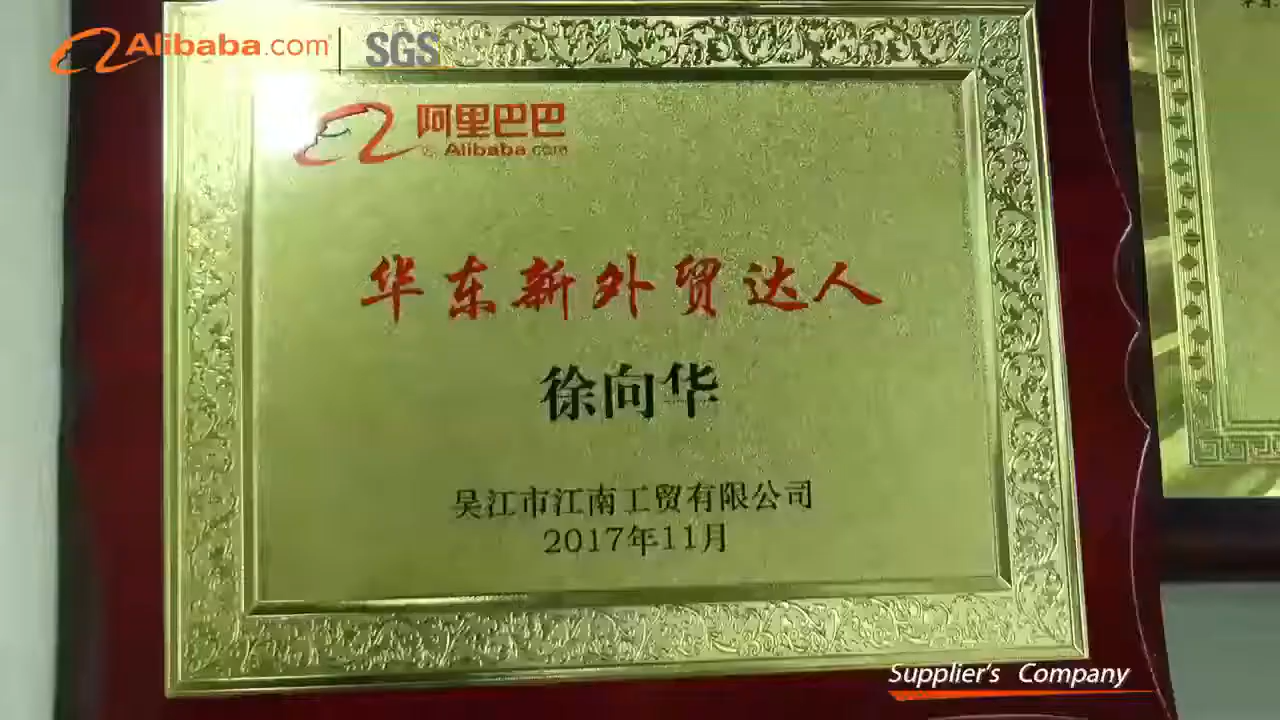 Alibaba.com | SGS
阿里巴巴
Alibaba.com
华东新外贸达人
徐向华
吴江市江南工贸有限公司
2017年11月
Supplier's Company